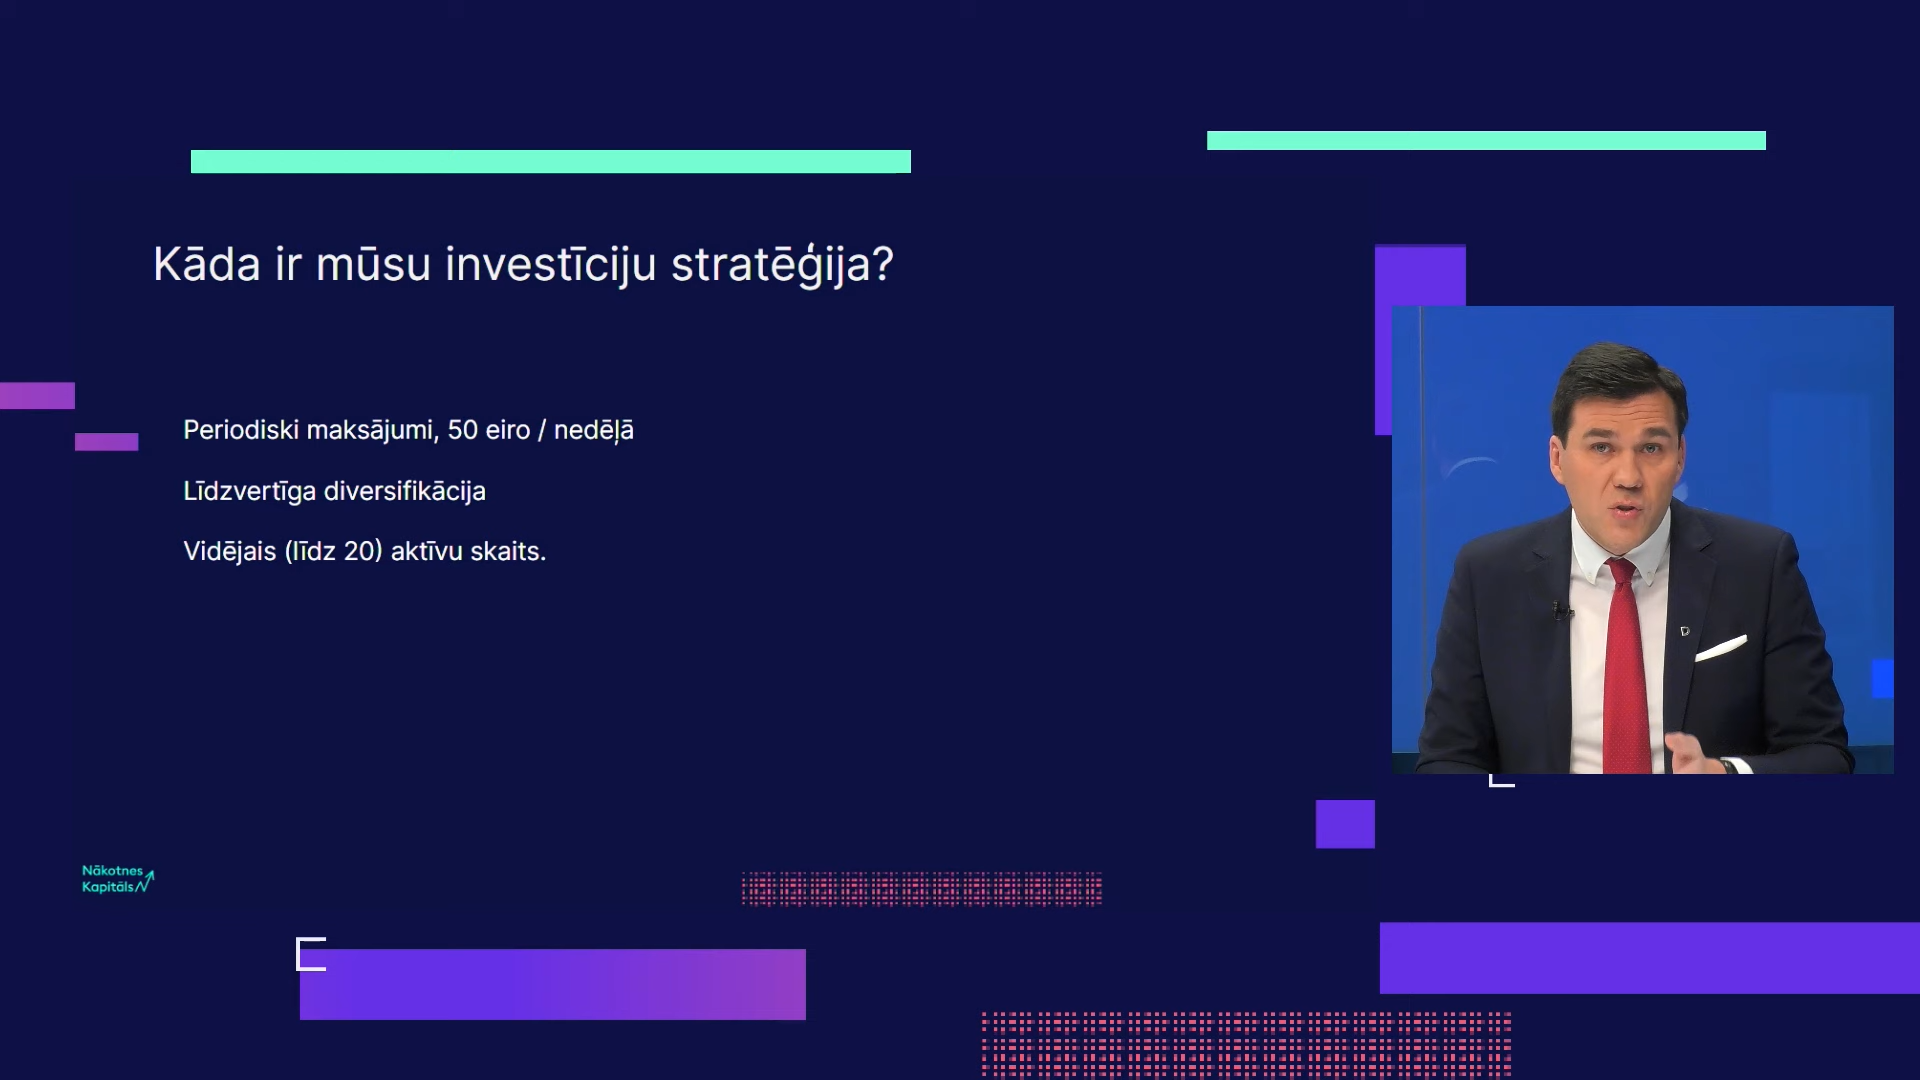 Kāda ir mūsu investīciju stratēģija?
Periodiski maksājumi, 50 eiro / nedēļā
Līdzvertīga diversifikācija
Vidējais (līdz 20) aktīvu skaits.
Nākotnes
Kapitāls